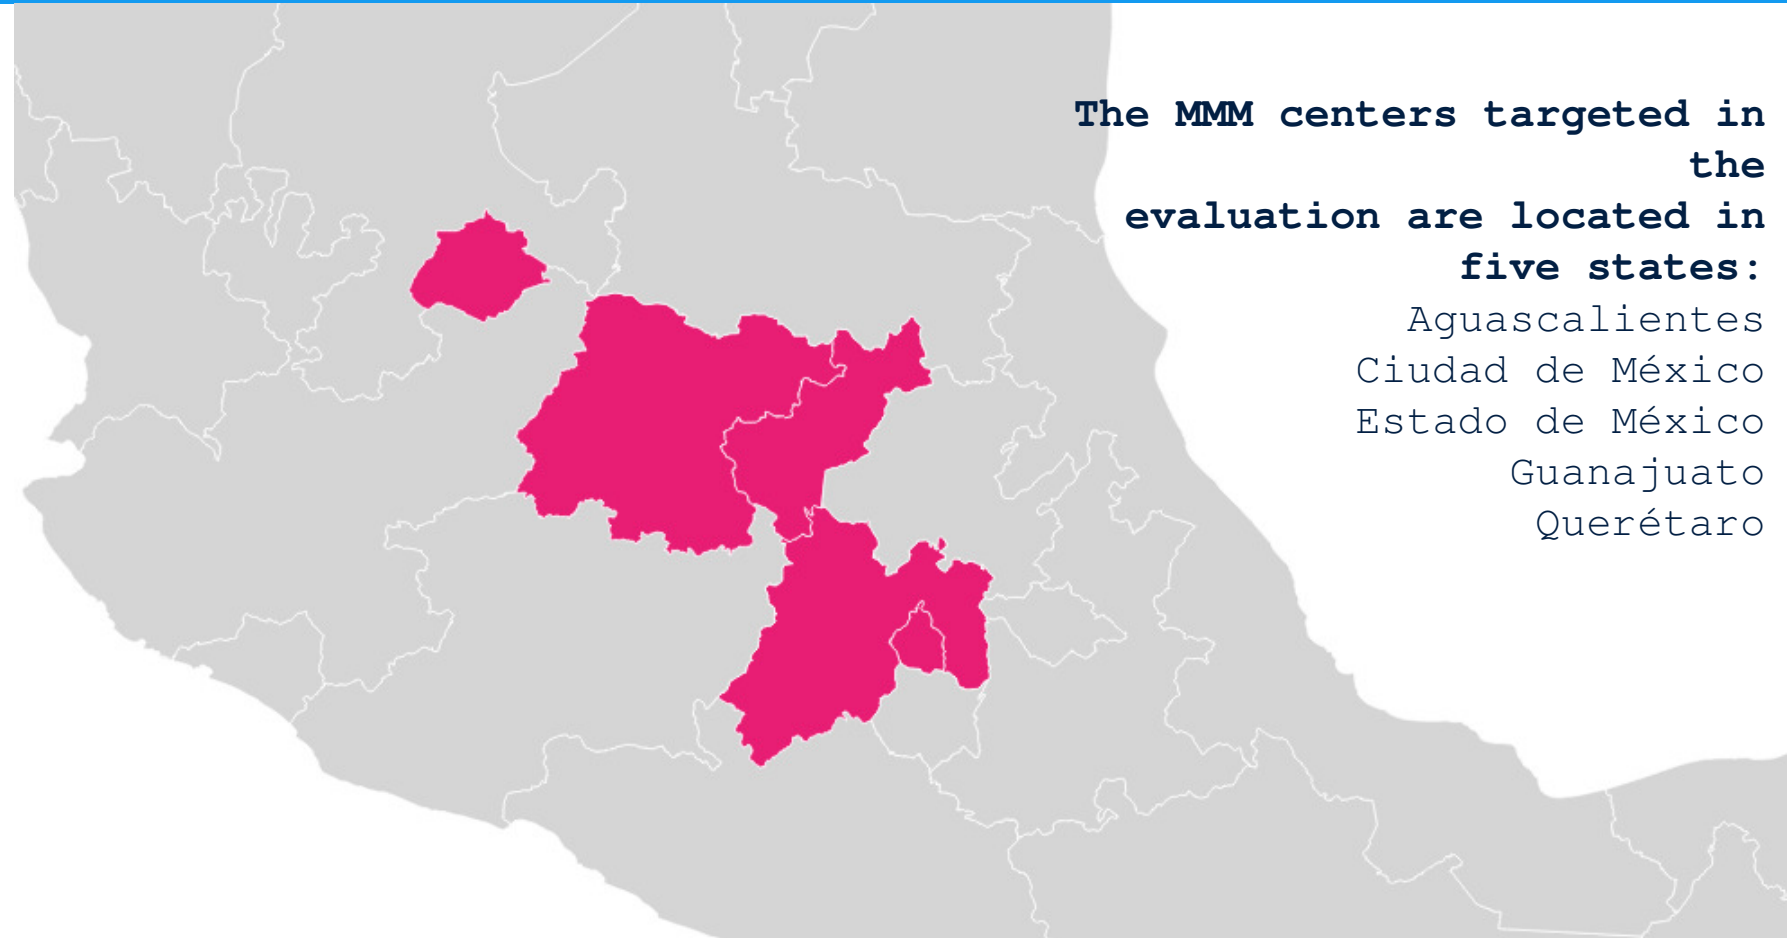 The MMM centers targeted in
the
evaluation are located in
five states:
Aguascalientes
Ciudad de México
Estado de México
Guanajuato
Querétaro